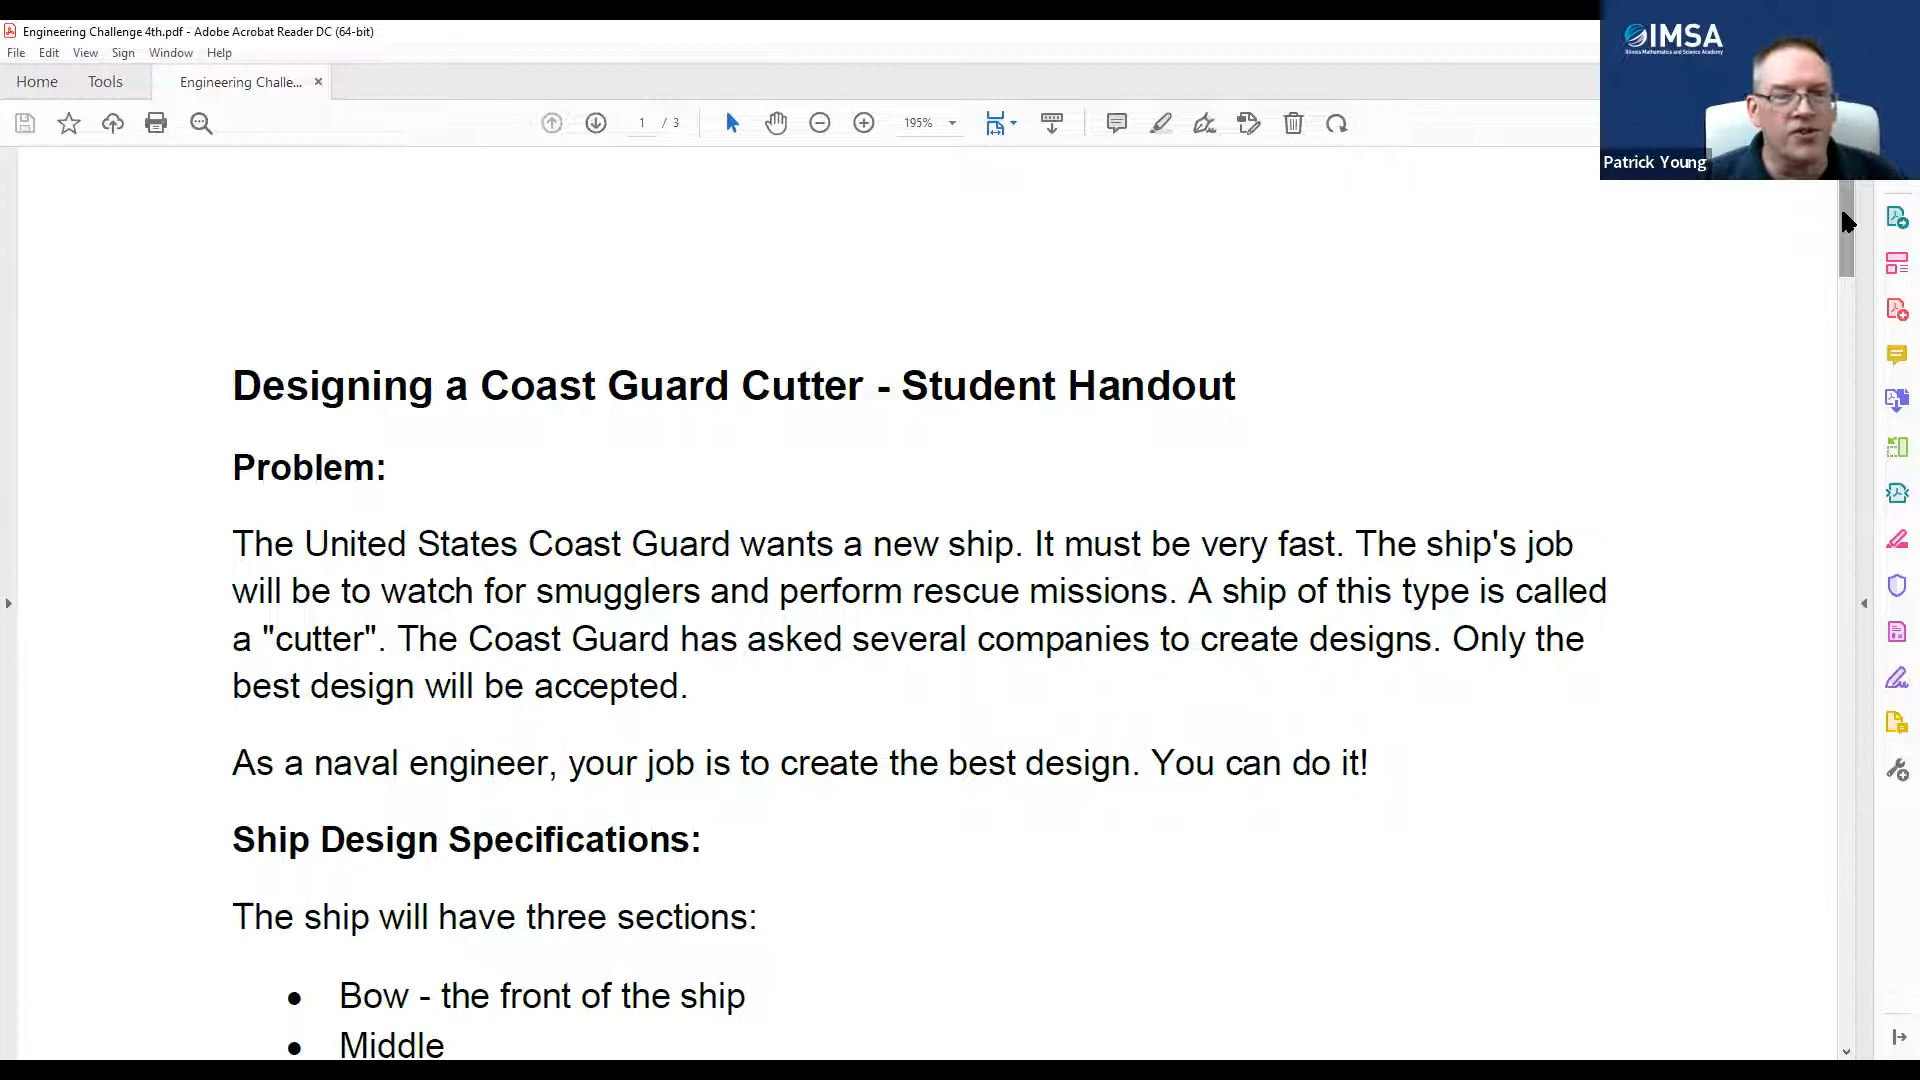 Engineering Challenge 4th.pdf - Adobe Acrobat Reader DC (64-bit)
File Edit View Sign Window Help
Home Tools Engineering Challe...
1 / 3 195%
IMSA
Illinois Mathematics and Science Academy
Patrick Young
Designing a Coast Guard Cutter - Student Handout
Problem:
The United States Coast Guard wants a new ship. It must be very fast. The ship's job
will be to watch for smugglers and perform rescue missions. A ship of this type is called
a "cutter". The Coast Guard has asked several companies to create designs. Only the
best design will be accepted.
As a naval engineer, your job is to create the best design. You can do it!
Ship Design Specifications:
The ship will have three sections:
• Bow - the front of the ship
• Middle